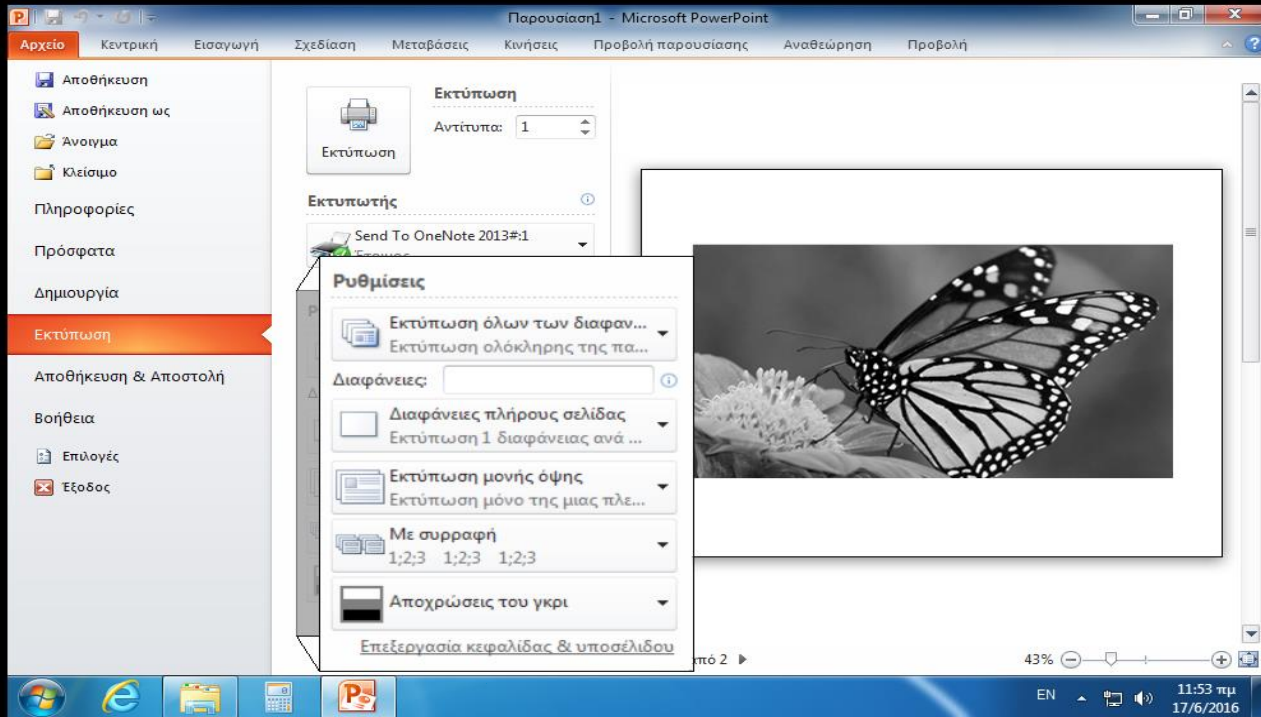 Παρουσίαση1 - Microsoft PowerPoint
Αρχείο Κεντρική Εισαγωγή Σχεδίαση Μεταβάσεις Κινήσεις Προβολή παρουσίασης Αναθεώρηση Προβολή
Αποθήκευση
Αποθήκευση ως
Άνοιγμα
Κλείσιμο
Πληροφορίες
Πρόσφατα
Δημιουργία
Εκτύπωση
Αποθήκευση & Αποστολή
Βοήθεια
Επιλογές
Έξοδος
Εκτύπωση
Εκτύπωση
Αντίτυπα: 1
Εκτυπωτής
Send To OneNote 2013#:1
Ρυθμίσεις
Εκτύπωση όλων των διαφαν...
Εκτύπωση ολόκληρης της πα...
Διαφάνειες:
Διαφάνειες πλήρους σελίδας
Εκτύπωση 1 διαφάνειας ανά ...
Εκτύπωση μονής όψης
Εκτύπωση μόνο της μιας πλε...
Με συρραφή
1;2;3 1;2;3 1;2;3
Αποχρώσεις του γκρι
Επεξεργασία κεφαλίδας & υποσέλιδου
από 2
43%
EN
11:53 πμ
17/6/2016